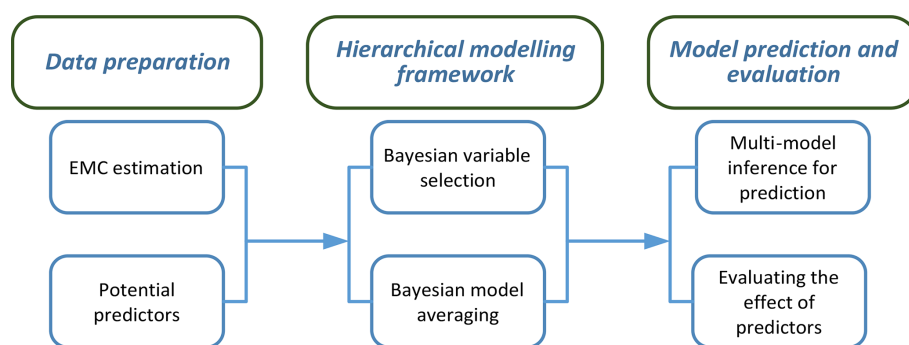 Data preparation
Hierarchical modelling
framework
Model prediction and
evaluation
EMC estimation
Bayesian variable
selection
Multi-model
inference for
prediction
Potential
predictors
Bayesian model
averaging
Evaluating the
effect of
predictors